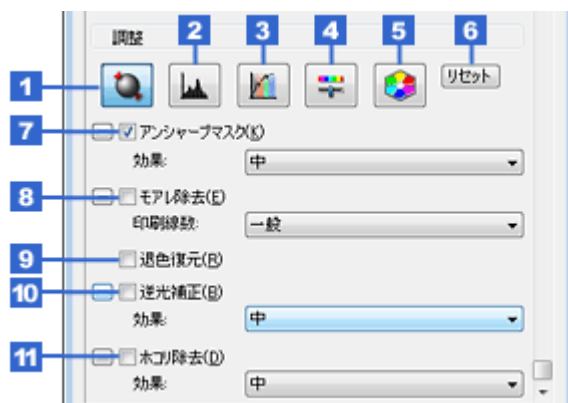 調整
2 3 4 5 6
1 リセット
7 アンシャープマスク(K)
効果: 中
8 モアレ除去(E)
印刷線数: 一般
9 退色復元(R)
10 逆光補正(B)
効果: 中
11 ホコリ除去(D)
効果: 中